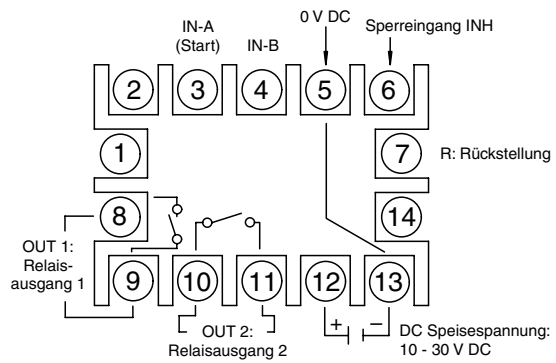 0 V DC
Sperreingang INH
IN-A
(Start)
IN-B
2
3
4
5
6
1
7
R: Rückstellung
8
14
OUT 1:
Relais-
ausgang 1
9
10
11
12
13
+
−
OUT 2:
Relaisausgang 2
DC Speisespannung:
10 - 30 V DC